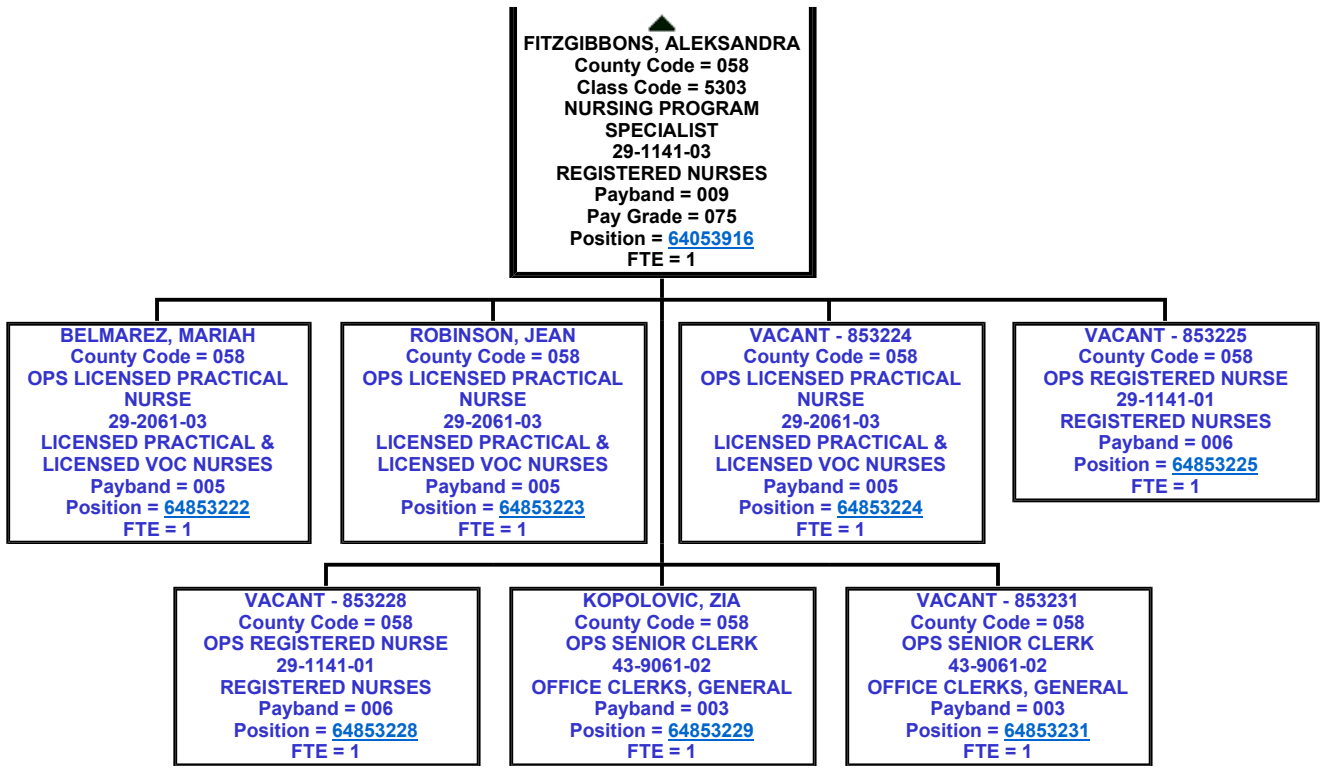 FITZGIBBONS, ALEKSANDRA
County Code = 058
Class Code = 5303
NURSING PROGRAM
SPECIALIST
29-1141-03
REGISTERED NURSES
Payband = 009
Pay Grade = 075
Position = 64053916
FTE = 1
BELMAREZ, MARIAH
County Code = 058
OPS LICENSED PRACTICAL
NURSE
29-2061-03
LICENSED PRACTICAL &
LICENSED VOC NURSES
Payband = 005
Position = 64853222
FTE = 1
ROBINSON, JEAN
County Code = 058
OPS LICENSED PRACTICAL
NURSE
29-2061-03
LICENSED PRACTICAL &
LICENSED VOC NURSES
Payband = 005
Position = 64853223
FTE = 1
VACANT - 853224
County Code = 058
OPS LICENSED PRACTICAL
NURSE
29-2061-03
LICENSED PRACTICAL &
LICENSED VOC NURSES
Payband = 005
Position = 64853224
FTE = 1
VACANT - 853225
County Code = 058
OPS REGISTERED NURSE
29-1141-01
REGISTERED NURSES
Payband = 006
Position = 64853225
FTE = 1
VACANT - 853228
County Code = 058
OPS REGISTERED NURSE
29-1141-01
REGISTERED NURSES
Payband = 006
Position = 64853228
FTE = 1
KOPOLOVIC, ZIA
County Code = 058
OPS SENIOR CLERK
43-9061-02
OFFICE CLERKS, GENERAL
Payband = 003
Position = 64853229
FTE = 1
VACANT - 853231
County Code = 058
OPS SENIOR CLERK
43-9061-02
OFFICE CLERKS, GENERAL
Payband = 003
Position = 64853231
FTE = 1